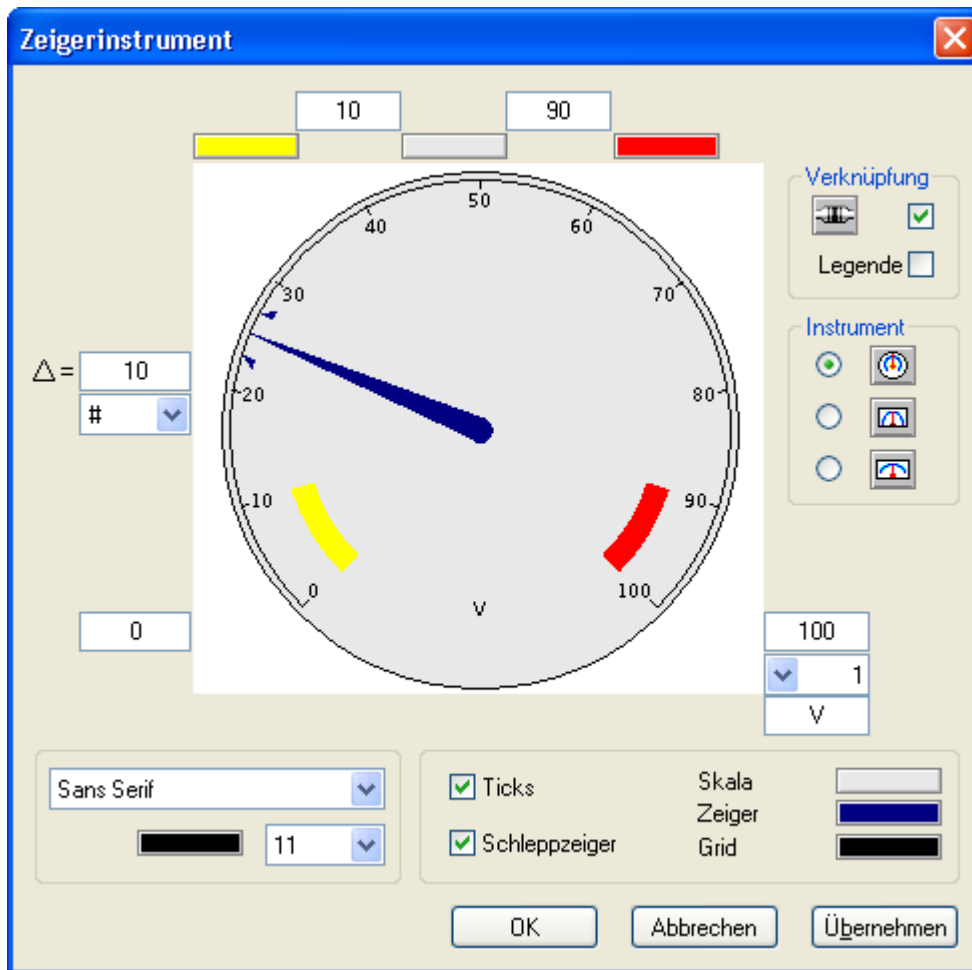 Zeigerinstrument
10
90
Verknüpfung
Legende
50
40
60
30
70
Instrument
△ = 10
#
20
80
10
90
0
100
V
0
100
1
V
Sans Serif
11
Ticks
Schleppzeiger
Skala
Zeiger
Grid
OK
Abbrechen
Übernehmen